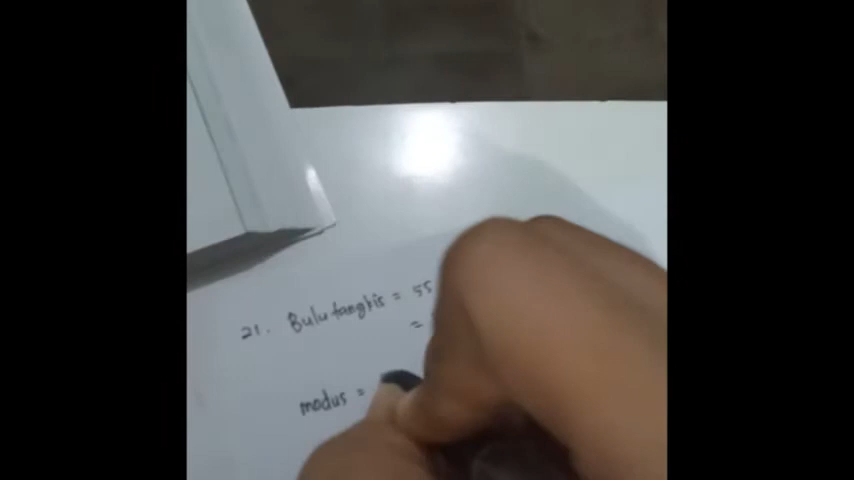 21. Bulutangkis = 55
=
modus =